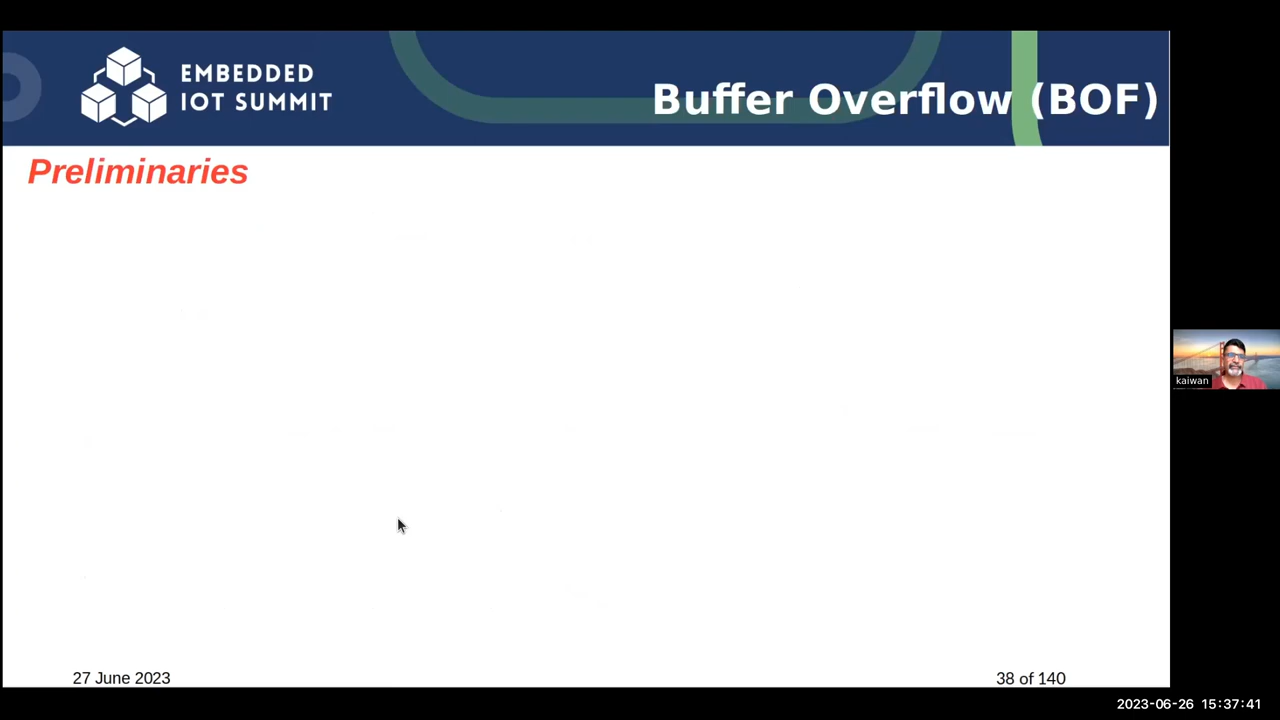 EMBEDDED
IOT SUMMIT
Buffer Overflow (BOF)
Preliminaries
kaiwan
27 June 2023
38 of 140
2023-06-26 15:37:41